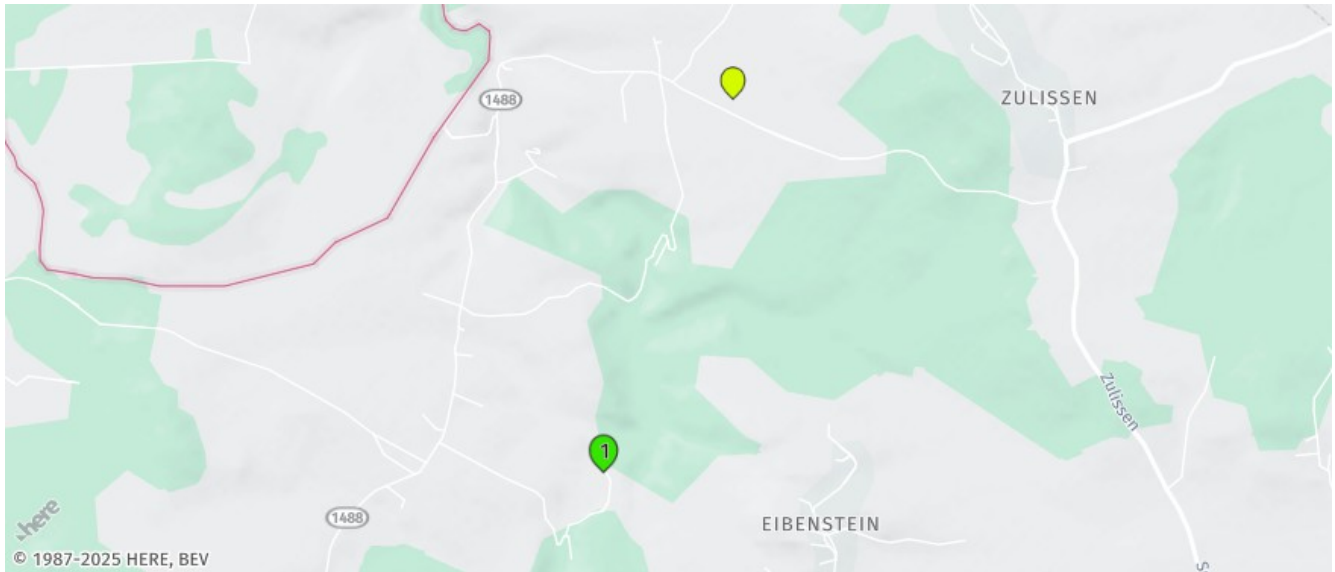 ZULISSEN
1488
Zulissen
1
1488
EIBENSTEIN
here
© 1987-2025 HERE, BEV
S